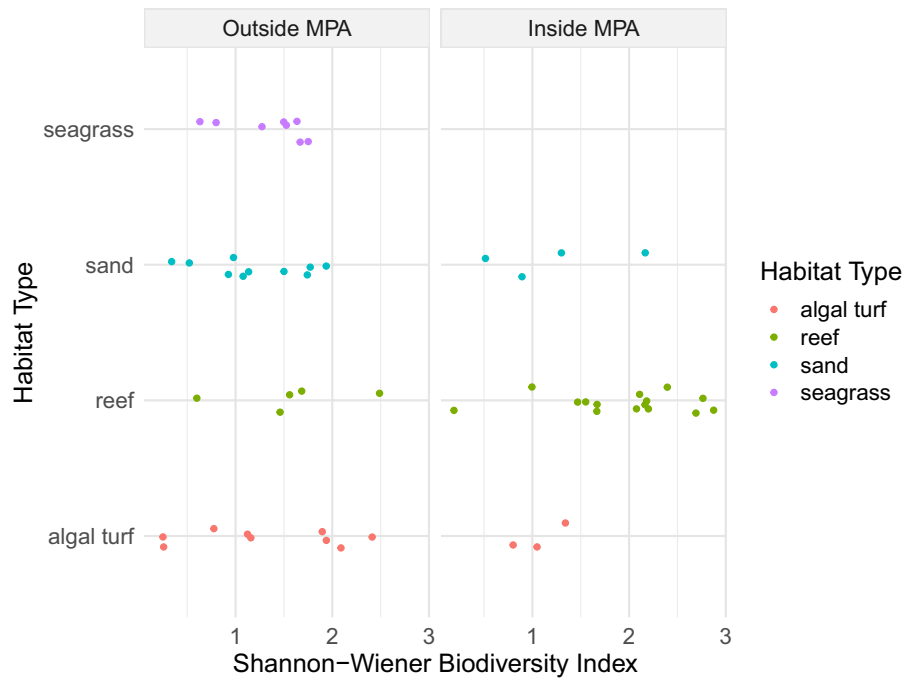 Outside MPA
Inside MPA
Habitat Type
seagrass
sand
reef
algal turf
1 2 3
1 2 3
Shannon−Wiener Biodiversity Index
Habitat Type
algal turf
reef
sand
seagrass